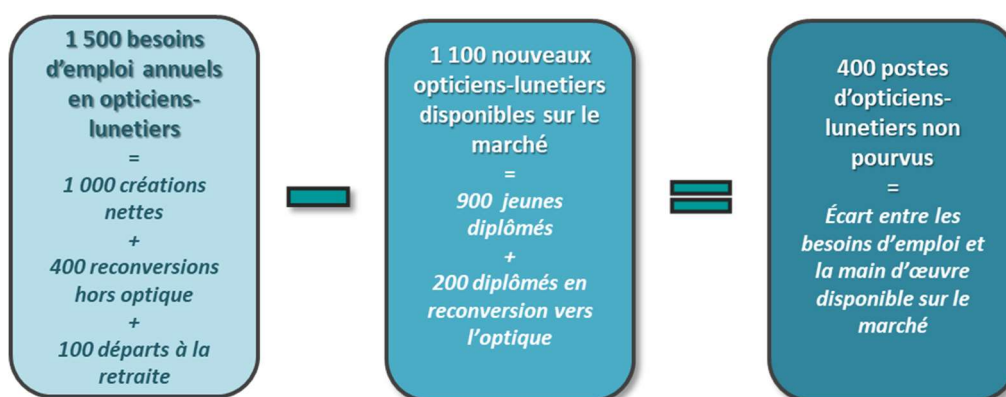 1 500 besoins
d'emploi annuels
en opticiens-
lunetiers
=
1 000 créations
nettes
+
400 reconversions
hors optique
+
100 départs à la
retraite
1 100 nouveaux
opticiens-lunetiers
disponibles sur le
marché
=
900 jeunes
diplômés
+
200 diplômés en
reconversion vers
l'optique
400 postes
d'opticiens-
lunetiers non
pourvus
=
Écart entre les
besoins d'emploi et
la main d'œuvre
disponible sur le
marché